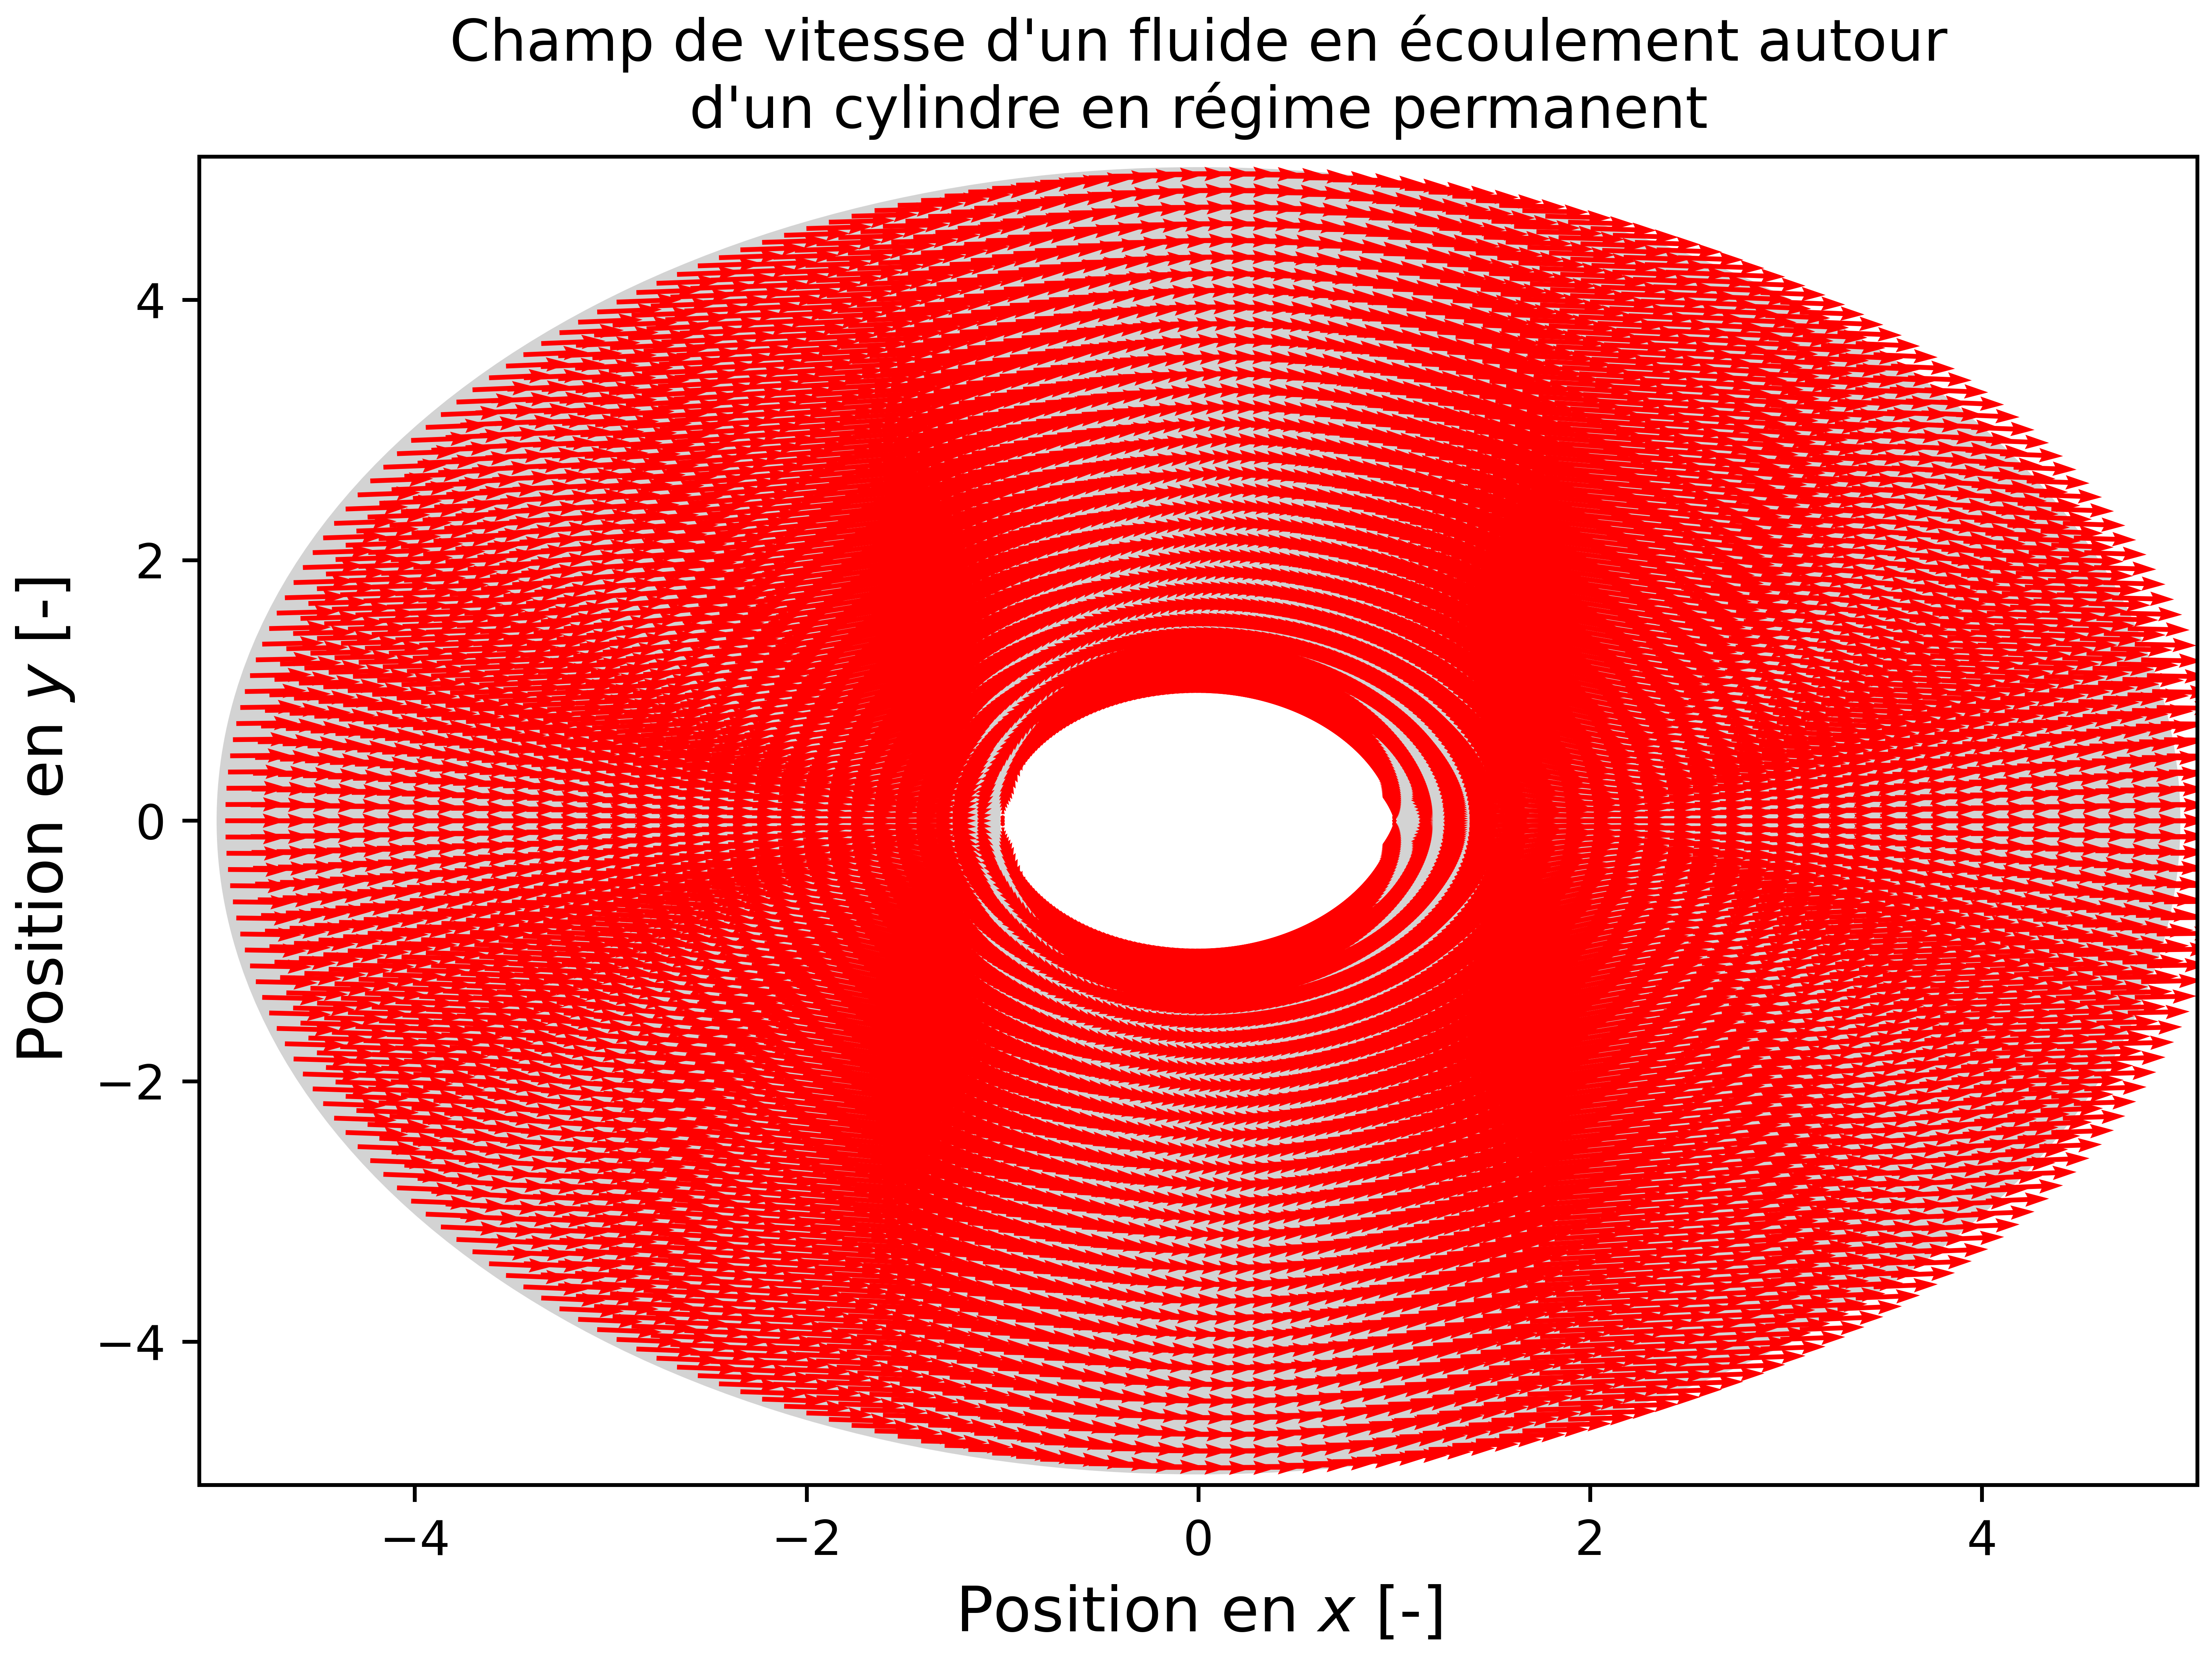 Champ de vitesse d'un fluide en écoulement autour
d'un cylindre en régime permanent
Position en y [-]
4
2
0
−2
−4
−4
−2
0
2
4
Position en x [-]